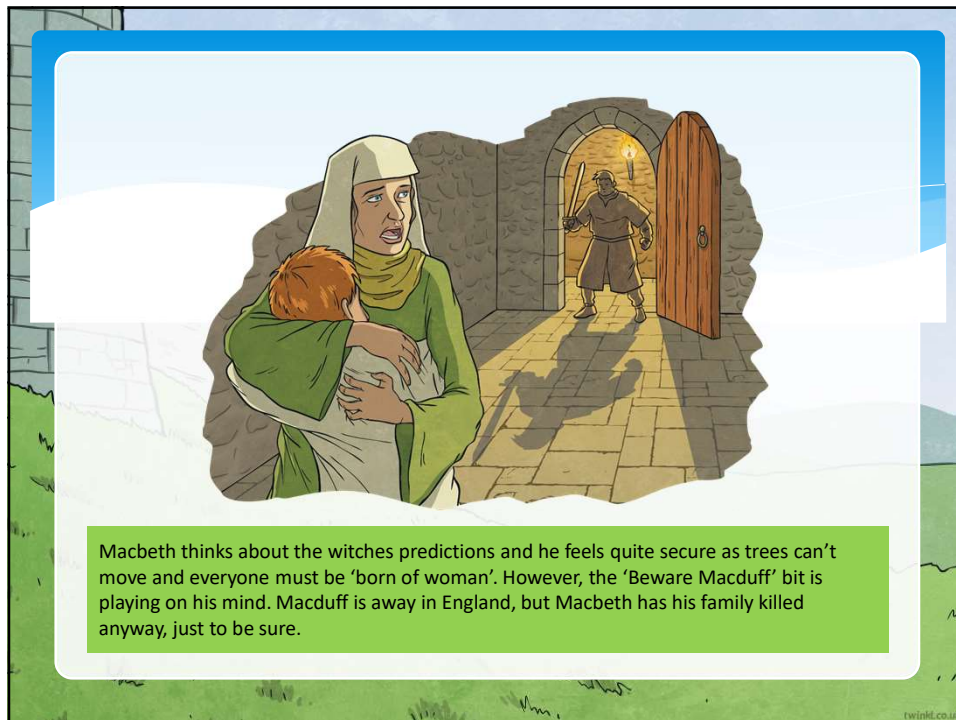 Macbeth thinks about the witches predictions and he feels quite secure as trees can’t
move and everyone must be ‘born of woman’. However, the ‘Beware Macduff’ bit is
playing on his mind. Macduff is away in England, but Macbeth has his family killed
anyway, just to be sure.
twinkl.co.u